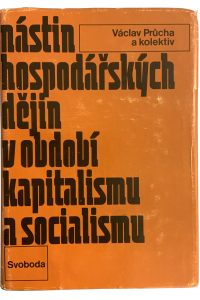 Václav Průcha
a kolektiv
nástin
hospodářských
dějin
v období
kapitalismu
a socialismu
Svoboda